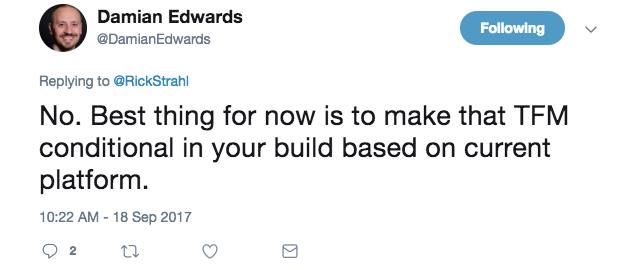 Damian Edwards
@DamianEdwards
Following
Replying to @RickStrahl
No. Best thing for now is to make that TFM
conditional in your build based on current
platform.
10:22 AM - 18 Sep 2017
2